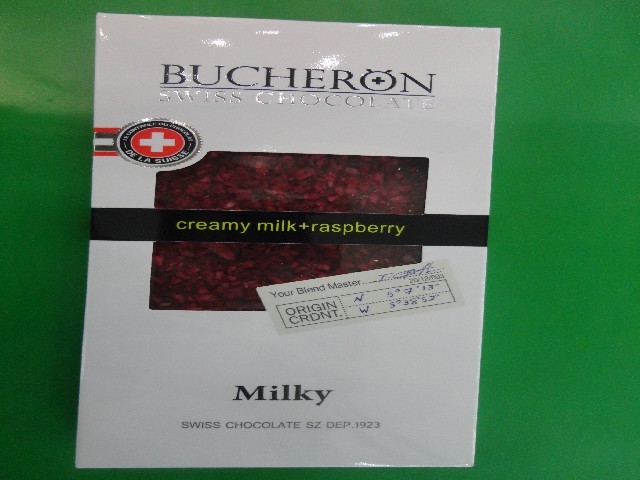 BUCHERON
SWISS CHOCOLATE
DE LA SUISSE
creamy milk+raspberry
Your Blend Master
ORIGIN
CRDNT.
N
W
Milky
SWISS CHOCOLATE SZ DEP.1923